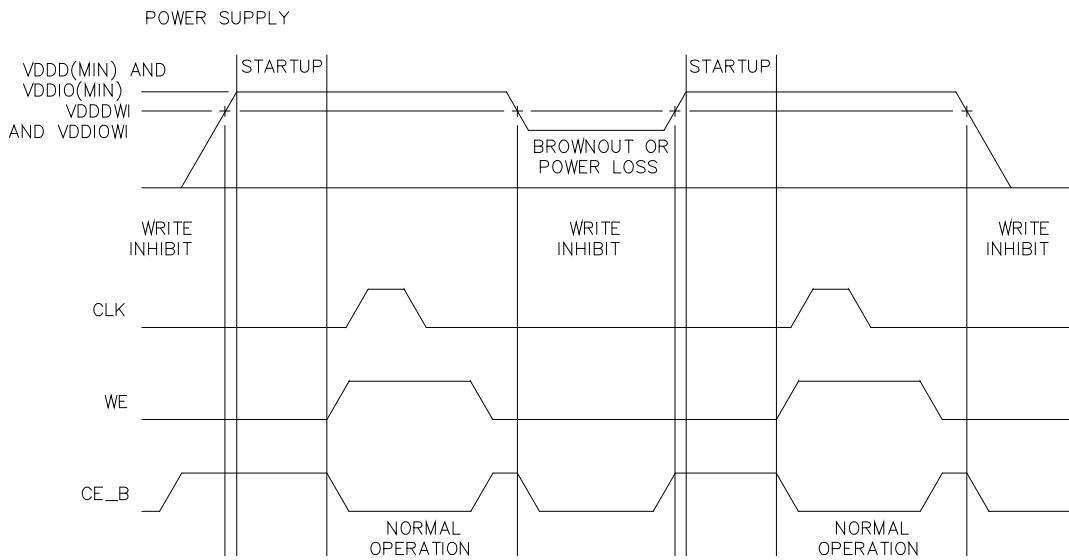 POWER SUPPLY
VDDD(MIN) AND
VDDIO(MIN)
VDDDWI
AND VDDIOWI
STARTUP
STARTUP
BROWNOUT OR
POWER LOSS
WRITE
INHIBIT
WRITE
INHIBIT
WRITE
INHIBIT
CLK
WE
CE_B
NORMAL
OPERATION
NORMAL
OPERATION